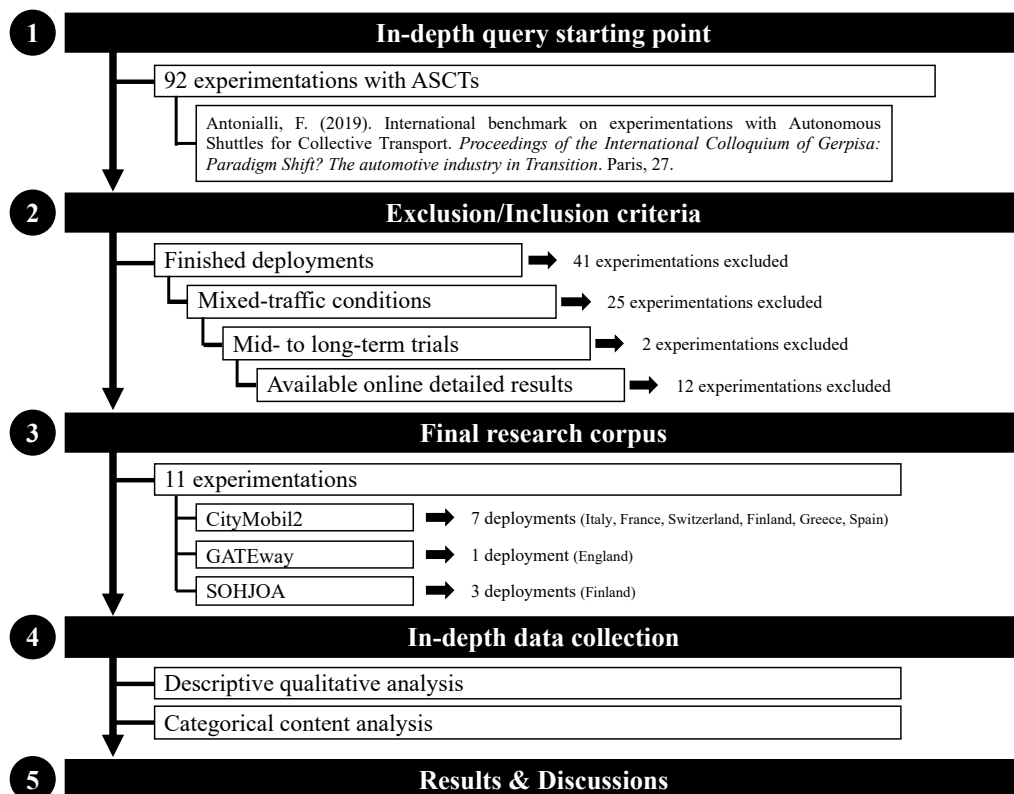 1
In-depth query starting point
92 experimentations with ASCTs
Antonialli, F. (2019). International benchmark on experimentations with Autonomous
Shuttles for Collective Transport. Proceedings of the International Colloquium of Gerpisa:
Paradigm Shift? The automotive industry in Transition. Paris, 27.
2
Exclusion/Inclusion criteria
Finished deployments
41 experimentations excluded
Mixed-traffic conditions
25 experimentations excluded
Mid- to long-term trials
2 experimentations excluded
Available online detailed results
12 experimentations excluded
3
Final research corpus
11 experimentations
CityMobil2
7 deployments (Italy, France, Switzerland, Finland, Greece, Spain)
GATEway
1 deployment (England)
SOHJOA
3 deployments (Finland)
4
In-depth data collection
Descriptive qualitative analysis
Categorical content analysis
5
Results & Discussions